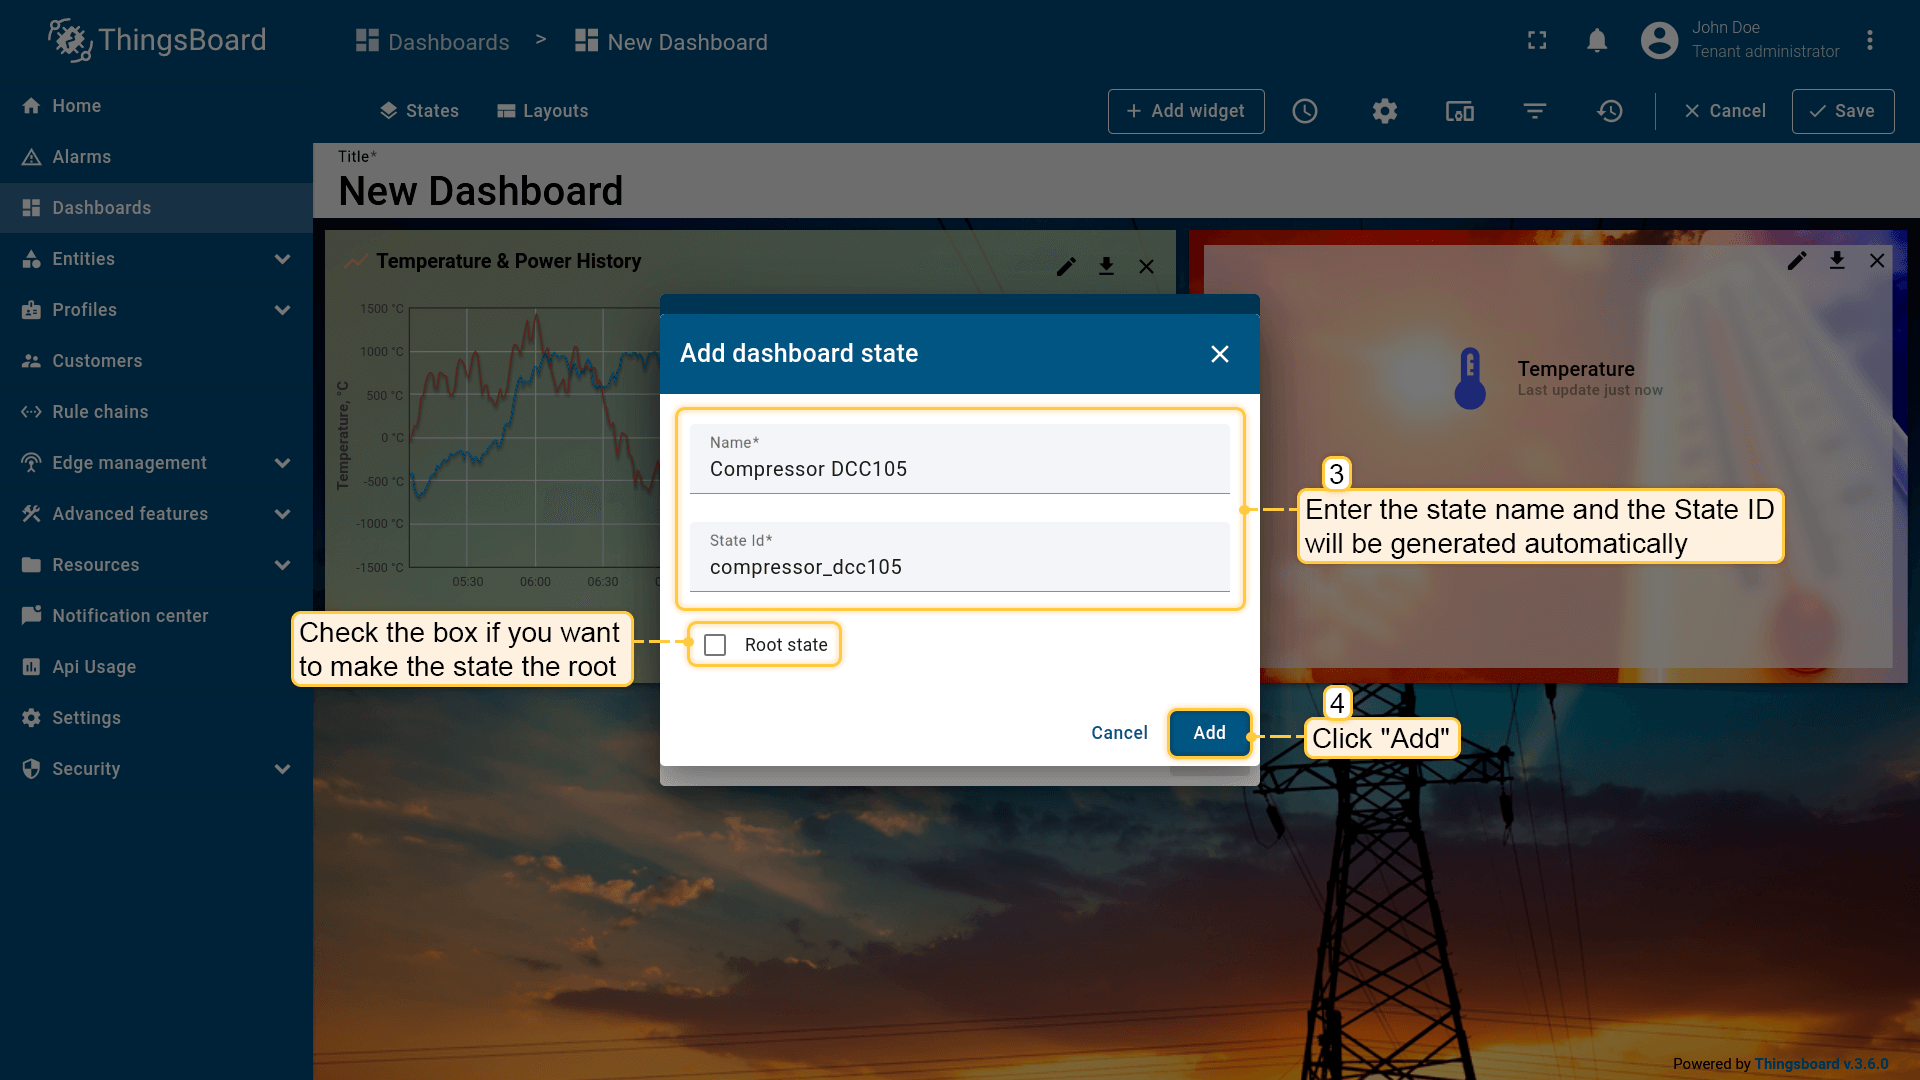 ThingsBoard
Dashboards > New Dashboard
John Doe
Tenant administrator
Home
Alarms
Dashboards
Entities
Profiles
Customers
Rule chains
Edge management
Advanced features
Resources
Notification center
Api Usage
Settings
Security
States Layouts
+ Add widget
Cancel
Save
Title*
New Dashboard
Temperature & Power History
Temperature, °C
1500 °C
1000 °C
500 °C
0 °C
-500 °C
-1000 °C
-1500 °C
05:30 06:00 06:30
Temperature
Last update just now
Add dashboard state
Name*
Compressor DCC105
State Id*
compressor_dcc105
Root state
Cancel Add
3
Enter the state name and the State ID
will be generated automatically
Check the box if you want
to make the state the root
4
Click "Add"
Powered by Thingsboard v.3.6.0